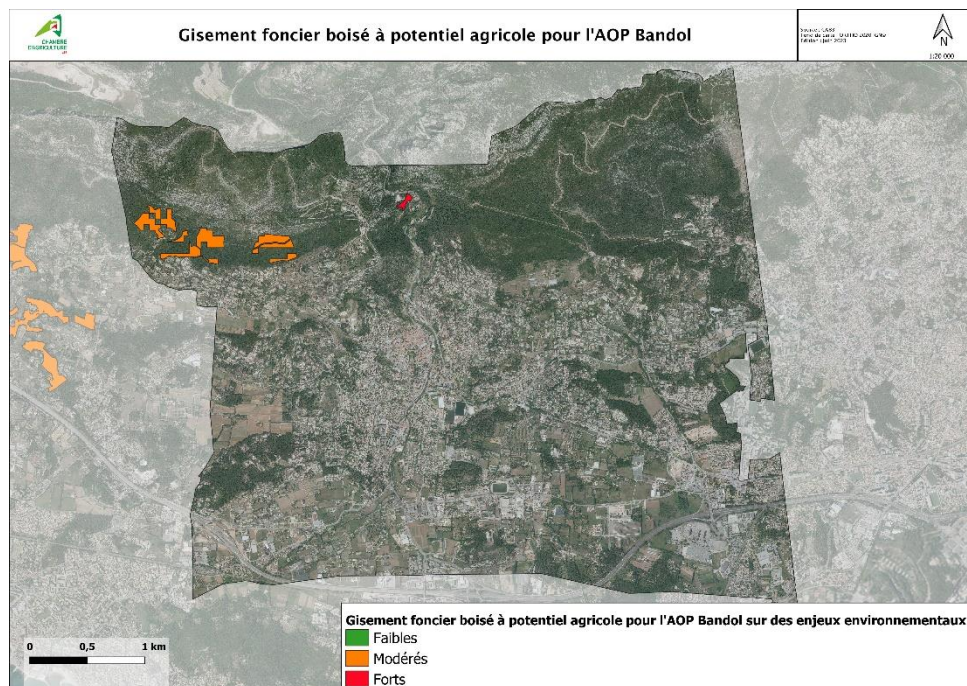 CHAMBRE
D'AGRICULTURE
Gisement foncier boisé à potentiel agricole pour l'AOP Bandol
N
1:20 000
0 0,5 1 km
Gisement foncier boisé à potentiel agricole pour l'AOP Bandol sur des enjeux environnementaux
Faibles
Modérés
Forts